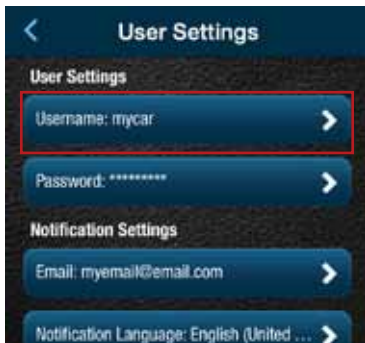 User Settings
User Settings
Username: mycar
Password: *********
Notification Settings
Email: myemail@email.com
Notification Language: English (United ...